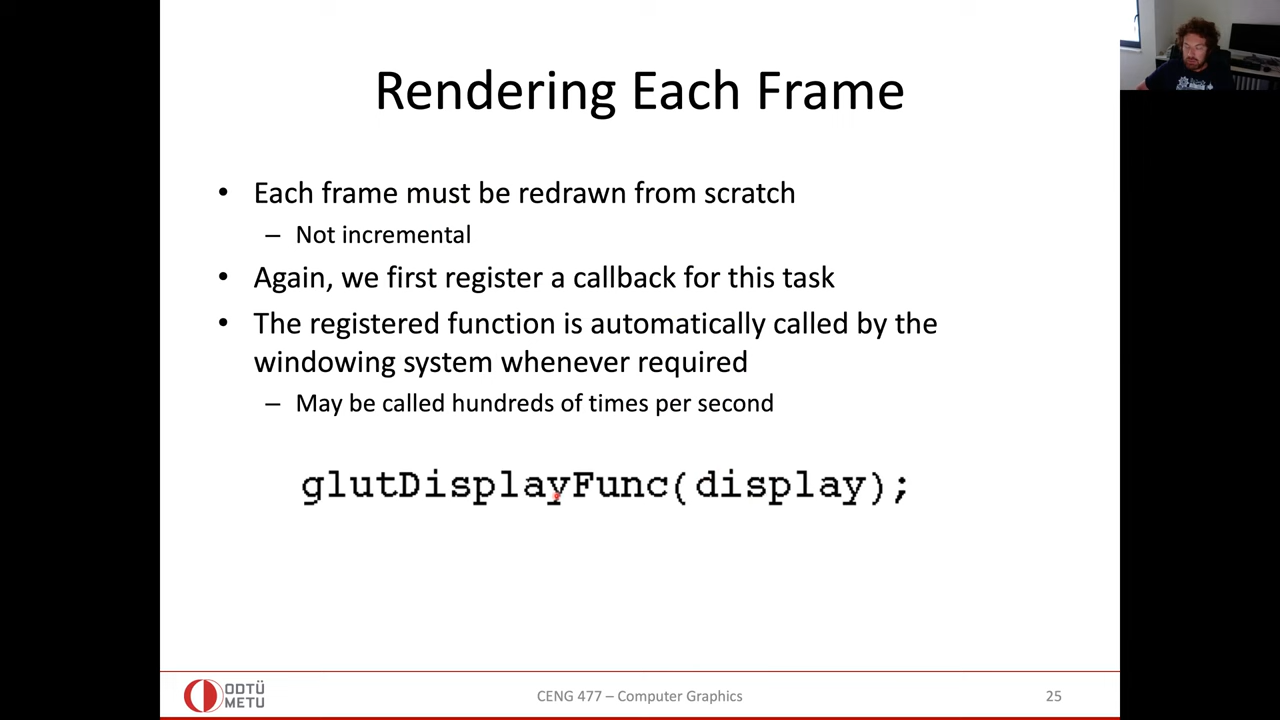 Rendering Each Frame
• Each frame must be redrawn from scratch
– Not incremental
• Again, we first register a callback for this task
• The registered function is automatically called by the
windowing system whenever required
– May be called hundreds of times per second
glutDisplayFunc(display);
ODTÜ
METU
CENG 477 – Computer Graphics
25